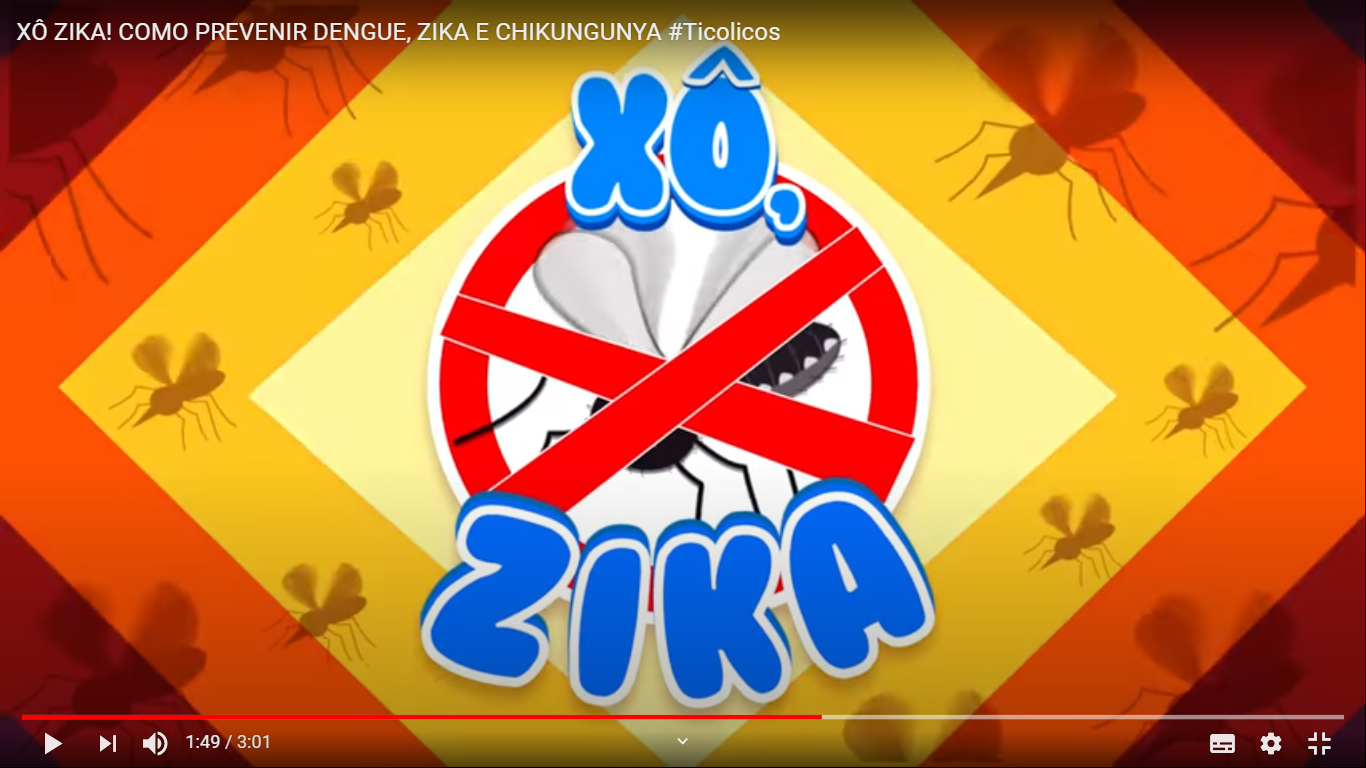 XÔ ZIKA! COMO PREVENIR DENGUE, ZIKA E CHIKUNGUNYA #Ticolicos
XÔ,
ZIKA
1:49 / 3:01